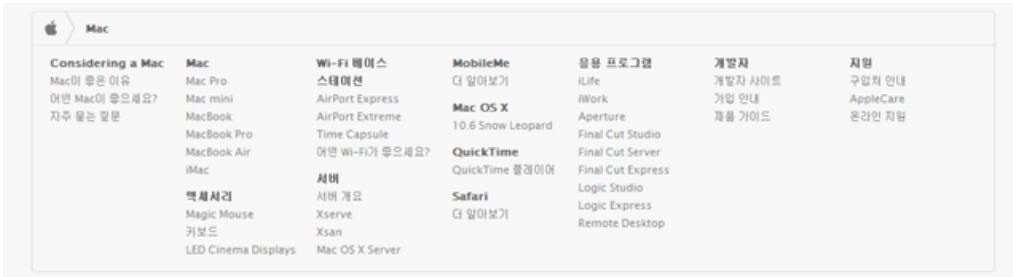 Mac
Considering a Mac
Mac이 좋은 이유
어떤 Mac이 좋으세요?
자주 묻는 질문
Mac
Mac Pro
Mac mini
MacBook
MacBook Pro
MacBook Air
iMac
액세서리
Magic Mouse
키보드
LED Cinema Displays
Wi-Fi 베이스
스테이션
AirPort Express
AirPort Extreme
Time Capsule
어떤 Wi-Fi가 좋으세요?
서버
서버 개요
Xserve
Xsan
Mac OS X Server
MobileMe
더 알아보기
Mac OS X
10.6 Snow Leopard
QuickTime
QuickTime 플레이어
Safari
더 알아보기
응용 프로그램
iLife
iWork
Aperture
Final Cut Studio
Final Cut Server
Final Cut Express
Logic Studio
Logic Express
Remote Desktop
개발자
개발자 사이트
가입 안내
제품 가이드
지원
구입처 안내
AppleCare
온라인 지원